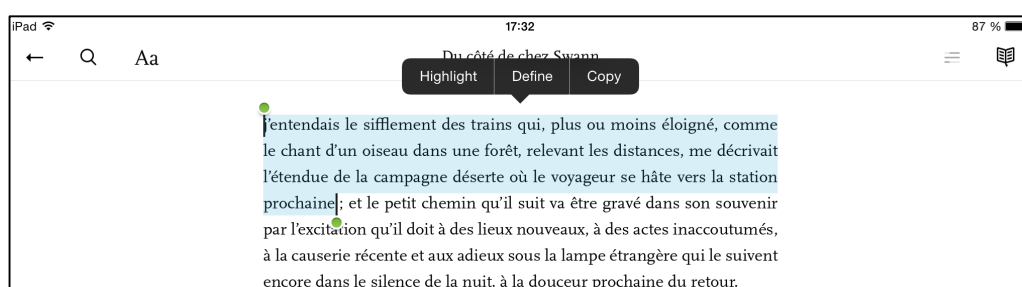 iPad 17:32 87 %
Aa Du côté de chez Swann
Highlight Define Copy
j'entendais le sifflement des trains qui, plus ou moins éloigné, comme
le chant d'un oiseau dans une forêt, relevant les distances, me décrivait
l'étendue de la campagne déserte où le voyageur se hâte vers la station
prochaine ; et le petit chemin qu'il suit va être gravé dans son souvenir
par l'excitation qu'il doit à des lieux nouveaux, à des actes inaccoutumés,
à la causerie récente et aux adieux sous la lampe étrangère qui le suivent
encore dans le silence de la nuit, à la douceur prochaine du retour.